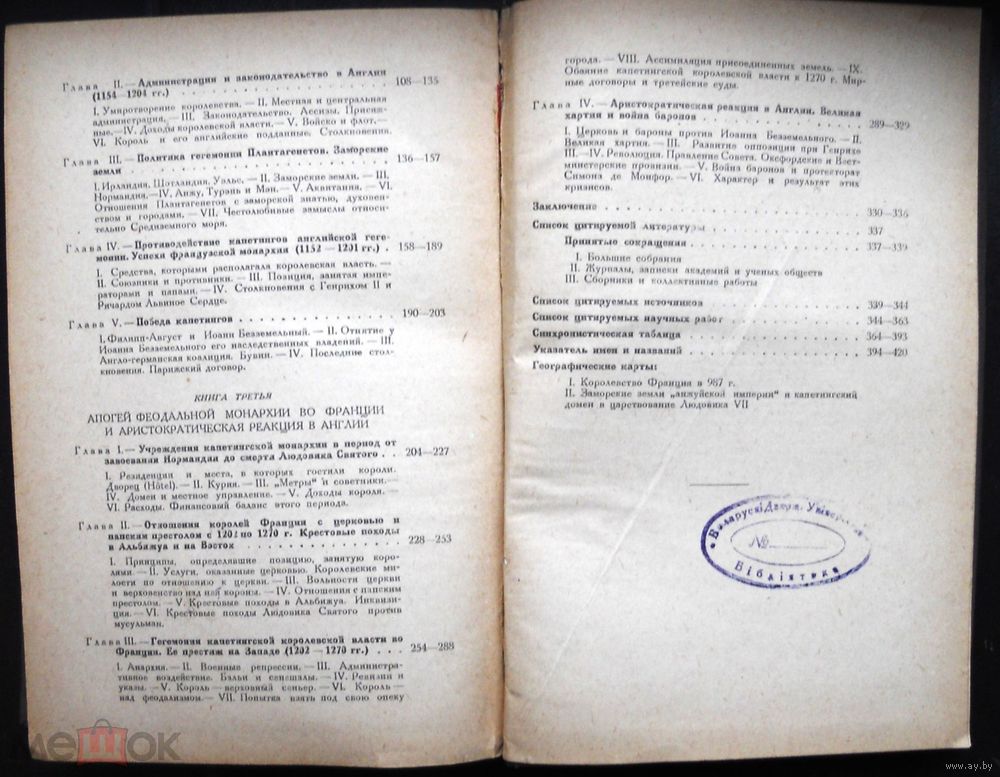 Глава II. — Администрация и законодательство в Англии
(1154—1204 гг.) . . . . . . . . . . . . . . . . . 108—135
I. Умиротворение королевства. — II. Местная и центральная
администрация. — III. Законодательство. Ассизы. Присяж-
ные. — IV. Доходы королевской власти. — V. Войско и флот. —
VI. Король и его английские подданные. Столкновения.
Глава III. — Политика гегемонии Плантагенетов. Заморские
земли . . . . . . . . . . . . . . . . . 136—157
I. Ирландия, Шотландия, Уэльс. — II. Заморские земли. — III.
Нормандия. — IV. Анжу, Турэнь и Мэн. — V. Аквитания. — VI.
Отношения Плантагенетов с заморской знатью, духовен-
ством и городами. — VII. Честолюбивые замыслы относи-
тельно Средиземного моря.
Глава IV. — Противодействие капетингов английской геге-
монии. Успехи французской монархии (1152—1201 гг.) . 158—189
I. Средства, которыми располагала королевская власть. —
II. Союзники и противники. — III. Позиция, занятая импе-
раторами и папами. — IV. Столкновения с Генрихом II и
Ричардом Львиное Сердце.
Глава V. — Победа капетингов . . . . . . . . . . . . 190—203
I. Филипп-Август и Иоанн Безземельный. — II. Отнятие у
Иоанна Безземельного его наследственных владений. — III.
Англо-германская коалиция. Бувин. — IV. Последние стол-
кновения. Парижский договор.
КНИГА ТРЕТЬЯ
АПОГЕЙ ФЕОДАЛЬНОЙ МОНАРХИИ ВО ФРАНЦИИ
И АРИСТОКРАТИЧЕСКАЯ РЕАКЦИЯ В АНГЛИИ
Глава I. — Учреждения капетингской монархии в период от
завоевания Нормандии до смерти Людовика Святого . . 204—227
I. Резиденции и места, в которых гостили короли.
Дворец (Hôtel). — II. Курия. — III. „Метры" и советники. —
IV. Домен и местное управление. — V. Доходы короля. —
VI. Расходы. Финансовый баланс этого периода.
Глава II. — Отношения королей Франции с церковью и
папским престолом с 1202 по 1270 г. Крестовые походы
в Альбижуа и на Восток . . . . . . . . . . . . 228—253
I. Принципы, определявшие позицию, занятую коро-
лями. — II. Услуги, оказанные церковью. Королевские ми-
лости по отношению к церкви. — III. Вольности церкви
и верховенство над ней короны. — IV. Отношения с папским
престолом. — V. Крестовые походы в Альбижуа. Инквизи-
ция. — VI. Крестовые походы Людовика Святого против
мусульман.
Глава III. — Гегемония капетингской королевской власти во
Франции. Ее престиж на Западе (1202—1270 гг.) . . . 254—288
I. Анархия. — II. Военные репрессии. — III. Администра-
тивное воздействие. Бальи и сенешалы. — IV. Ревизии и
указы. — V. Король — верховный сеньер. — VI. Король —
над феодализмом. — VII. Попытка взять под свою опеку
города. — VIII. Ассимиляция присоединенных земель. — IX.
Обаяние капетингской королевской власти к 1270 г. Мир-
ные договоры и третейские суды.
Глава IV. — Аристократическая реакция в Англии. Великая
хартия и война баронов . . . . . . . . . . . . 289—329
I. Церковь и бароны против Иоанна Безземельного. — II.
Великая хартия. — III. Развитие оппозиции при Генрихе
III. — IV. Революция. Правление Совета. Оксфордские и Вест-
министерские провизии. — V. Война баронов и протекторат
Симона де Монфор. — VI. Характер и результат этих
кризисов.
Заключение . . . . . . . . . . . . . . . . . 330—336
Список цитируемой литературы . . . . . . . . . . . . 337
Принятые сокращения . . . . . . . . . . . . 337—339
I. Большие собрания
II. Журналы, записки академий и ученых обществ
III. Сборники и коллективные работы
Список цитируемых источников . . . . . . . . . . . . 339—344
Список цитируемых научных работ . . . . . . . . . . . . 344—363
Синхронистическая таблица . . . . . . . . . . . . 364—393
Указатель имен и названий . . . . . . . . . . . . 394—420
Географические карты:
I. Королевство Франция в 987 г.
II. Заморские земли „анжуйской империи" и капетингский
домен в царствование Людовика VII
Беларускі Дзярж. Універсі
№
Бібліятэка
мешок
www.ay.by